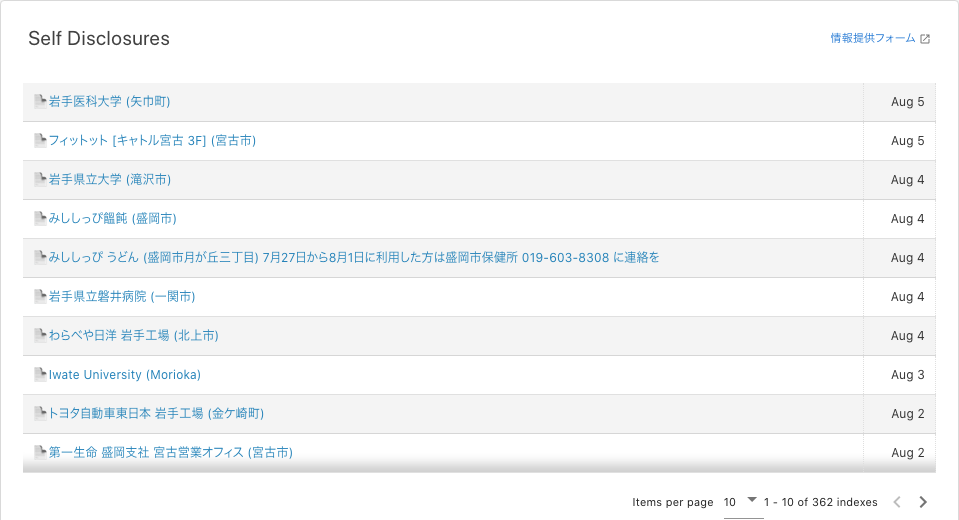 Self Disclosures
情報提供フォーム
岩手医科大学 (矢巾町) Aug 5
フィットット [キャトル宮古 3F] (宮古市) Aug 5
岩手県立大学 (滝沢市) Aug 4
みししっぴ饂飩 (盛岡市) Aug 4
みししっぴ うどん (盛岡市月が丘三丁目) 7月27日から8月1日に利用した方は盛岡市保健所 019-603-8308 に連絡を Aug 4
岩手県立磐井病院 (一関市) Aug 4
わらべや日洋 岩手工場 (北上市) Aug 4
Iwate University (Morioka) Aug 3
トヨタ自動車東日本 岩手工場 (金ケ崎町) Aug 2
第一生命 盛岡支社 宮古営業オフィス (宮古市) Aug 2
Items per page 10 1 - 10 of 362 indexes